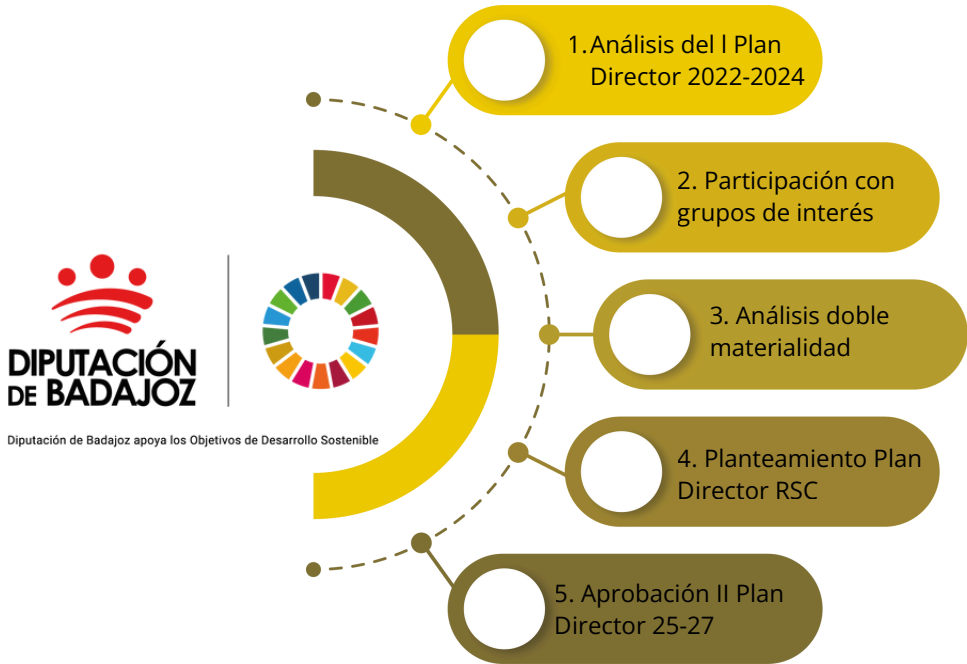 1. Análisis del l Plan
Director 2022-2024
2. Participación con
grupos de interés
3. Análisis doble
materialidad
4. Planteamiento Plan
Director RSC
5. Aprobación II Plan
Director 25-27
DIPUTACIÓN
DE BADAJOZ
Diputación de Badajoz apoya los Objetivos de Desarrollo Sostenible